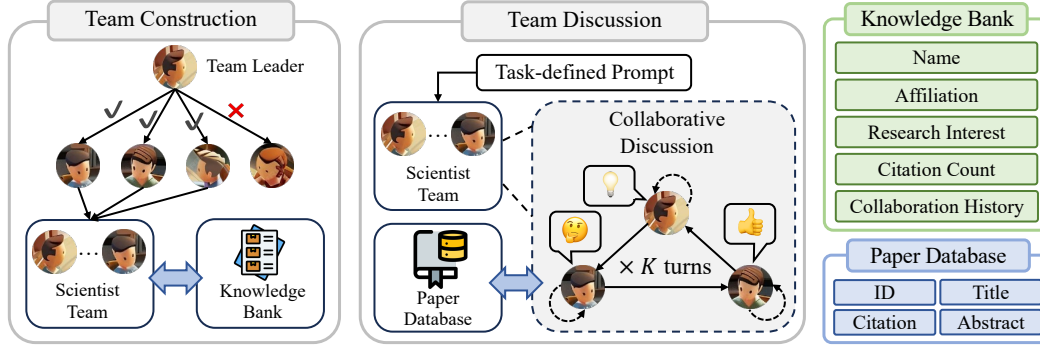 Team Construction
Team Leader
Scientist
Team
Knowledge
Bank
Team Discussion
Task-defined Prompt
Scientist
Team
Paper
Database
Collaborative
Discussion
× K turns
Knowledge Bank
Name
Affiliation
Research Interest
Citation Count
Collaboration History
Paper Database
ID
Title
Citation
Abstract